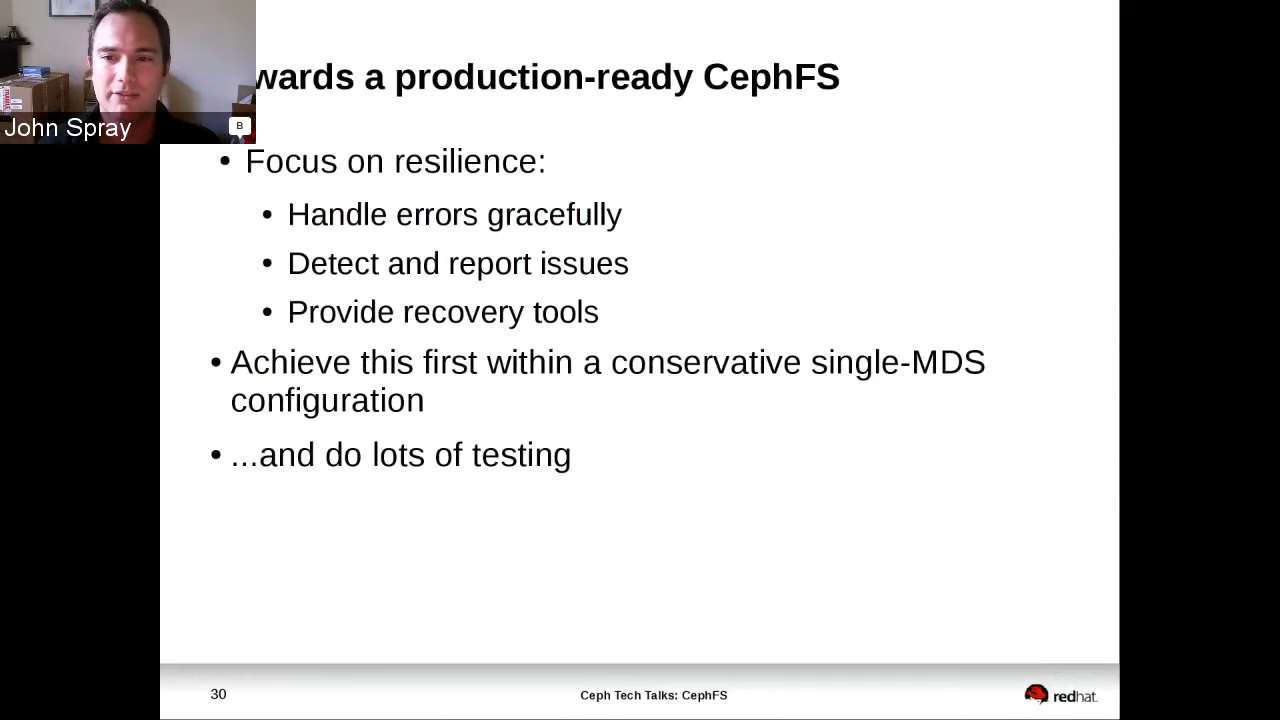 wards a production-ready CephFS
John Spray
B
• Focus on resilience:
• Handle errors gracefully
• Detect and report issues
• Provide recovery tools
• Achieve this first within a conservative single-MDS
configuration
• ...and do lots of testing
30
Ceph Tech Talks: CephFS
redhat.